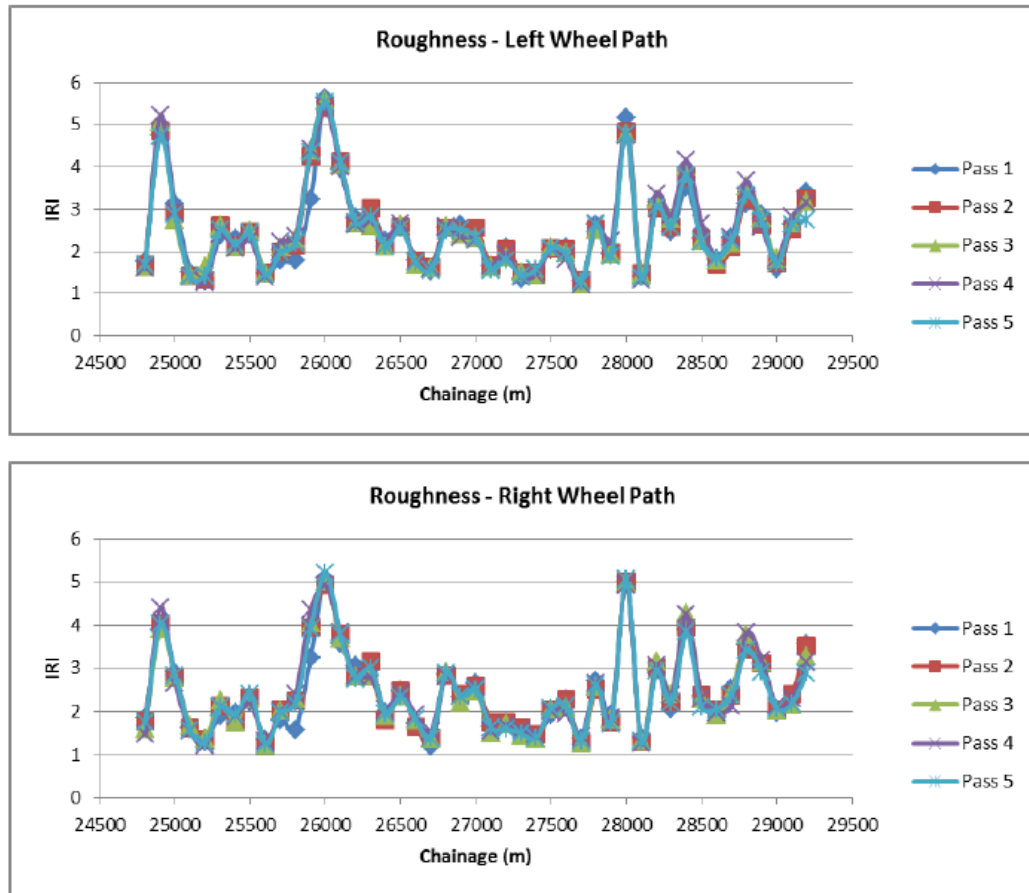 Roughness - Left Wheel Path
6
5
4
3
2
1
0
IRI
24500 25000 25500 26000 26500 27000 27500 28000 28500 29000 29500
Chainage (m)
Pass 1
Pass 2
Pass 3
Pass 4
Pass 5
Roughness - Right Wheel Path
6
5
4
3
2
1
0
IRI
24500 25000 25500 26000 26500 27000 27500 28000 28500 29000 29500
Chainage (m)
Pass 1
Pass 2
Pass 3
Pass 4
Pass 5